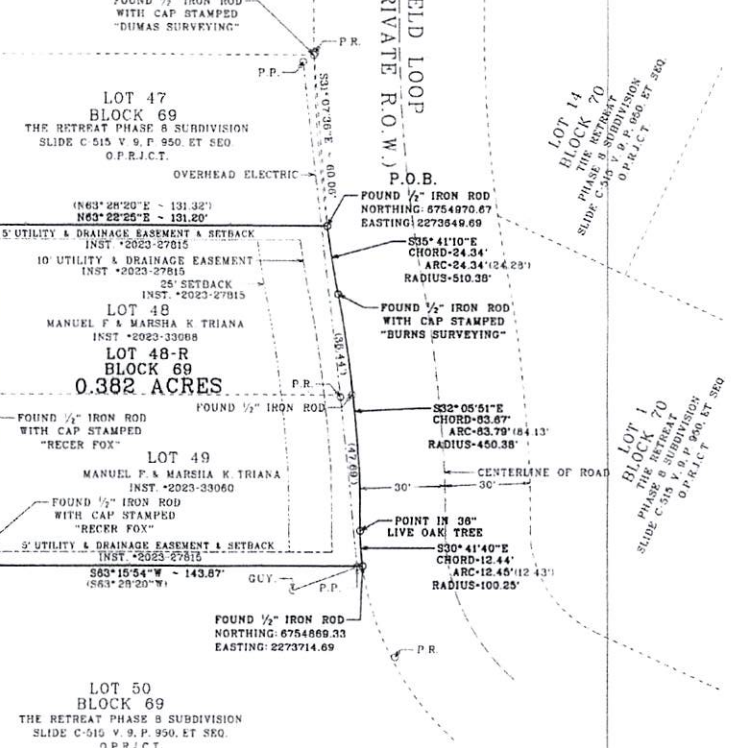 FOUND ½" IRON ROD
WITH CAP STAMPED
"DUMAS SURVEYING"
P.R.
P.P.
ELD LOOP
RIVATE R.O.W.)
LOT 47
BLOCK 69
THE RETREAT PHASE 8 SUBDIVISION
SLIDE C-515 V. 9, P. 950, ET SEQ.
O.P.R.J.C.T.
S31°07'36"E ~ 60.06'
OVERHEAD ELECTRIC
LOT 14
BLOCK 70
THE RETREAT
PHASE 8 SUBDIVISION
SLIDE C-515 V. 9, P. 950, ET SEQ.
O.P.R.J.C.T
P.O.B.
FOUND ½" IRON ROD
NORTHING: 6754970.67
EASTING: 2273649.69
(N63°28'20"E ~ 131.32')
N63°22'25"E ~ 131.20'
5' UTILITY & DRAINAGE EASEMENT & SETBACK
INST. *2023-27815
10' UTILITY & DRAINAGE EASEMENT
INST *2023-27815
25' SETBACK
INST. *2023-27815
S35°41'10"E
CHORD=24.34'
ARC=24.34'(24.28')
RADIUS=510.38'
FOUND ½" IRON ROD
WITH CAP STAMPED
"BURNS SURVEYING"
LOT 48
MANUEL F & MARSHA K. TRIANA
INST *2023-33068
LOT 48-R
BLOCK 69
0.382 ACRES
(36.44')
P.R.
FOUND ½" IRON ROD
FOUND ½" IRON ROD
WITH CAP STAMPED
"RECER FOX"
S32°05'51"E
CHORD=83.67'
ARC=83.79'(84.13'
RADIUS=450.38'
LOT 1
BLOCK 70
THE RETREAT
PHASE 8 SUBDIVISION
SLIDE C-515 V. 9, P. 950, ET SEQ
O.P.R.J.C.T
(47.69')
LOT 49
MANUEL F. & MARSHA K. TRIANA
INST. *2023-33060
CENTERLINE OF ROAD
30'
30'
FOUND ½" IRON ROD
WITH CAP STAMPED
"RECER FOX"
POINT IN 36"
LIVE OAK TREE
5' UTILITY & DRAINAGE EASEMENT & SETBACK
INST. *2023-27815
S30°41'40"E
CHORD=12.44'
ARC=12.45'(12.43')
RADIUS=100.25'
S63°15'54"W ~ 143.87'
(S63°28'20"W)
GUY.
P.P.
FOUND ½" IRON ROD
NORTHING: 6754869.33
EASTING: 2273714.69
P.R.
LOT 50
BLOCK 69
THE RETREAT PHASE 8 SUBDIVISION
SLIDE C-515 V. 9, P. 950, ET SEQ.
O.P.R.J.C.T.